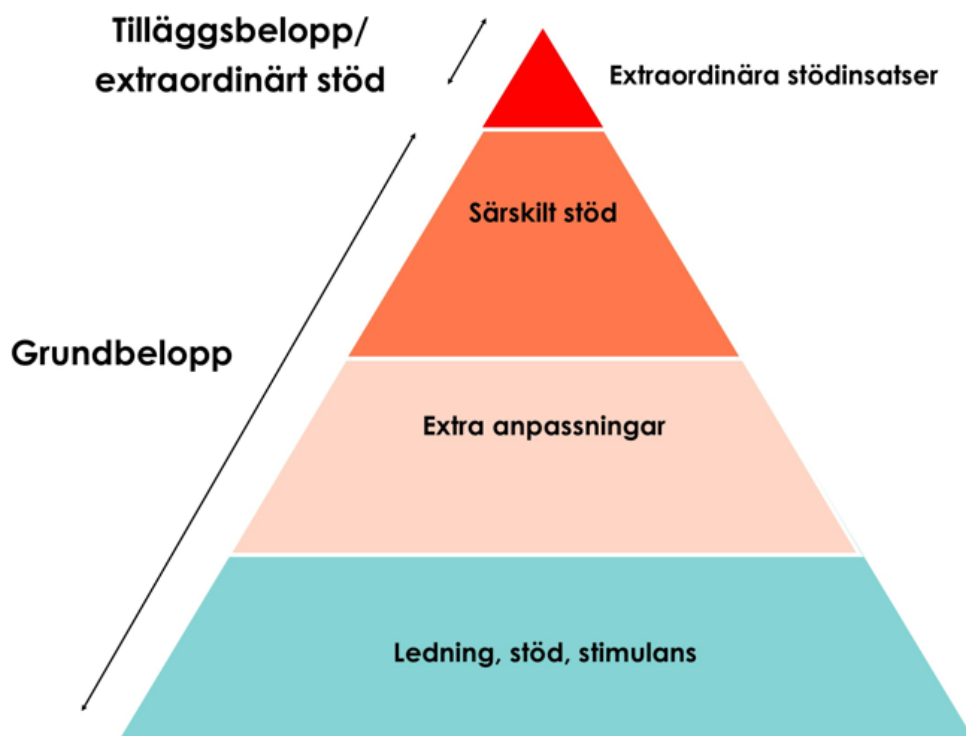 Tilläggsbelopp/
extraordinärt stöd
Extraordinära stödinsatser
Särskilt stöd
Grundbelopp
Extra anpassningar
Ledning, stöd, stimulans